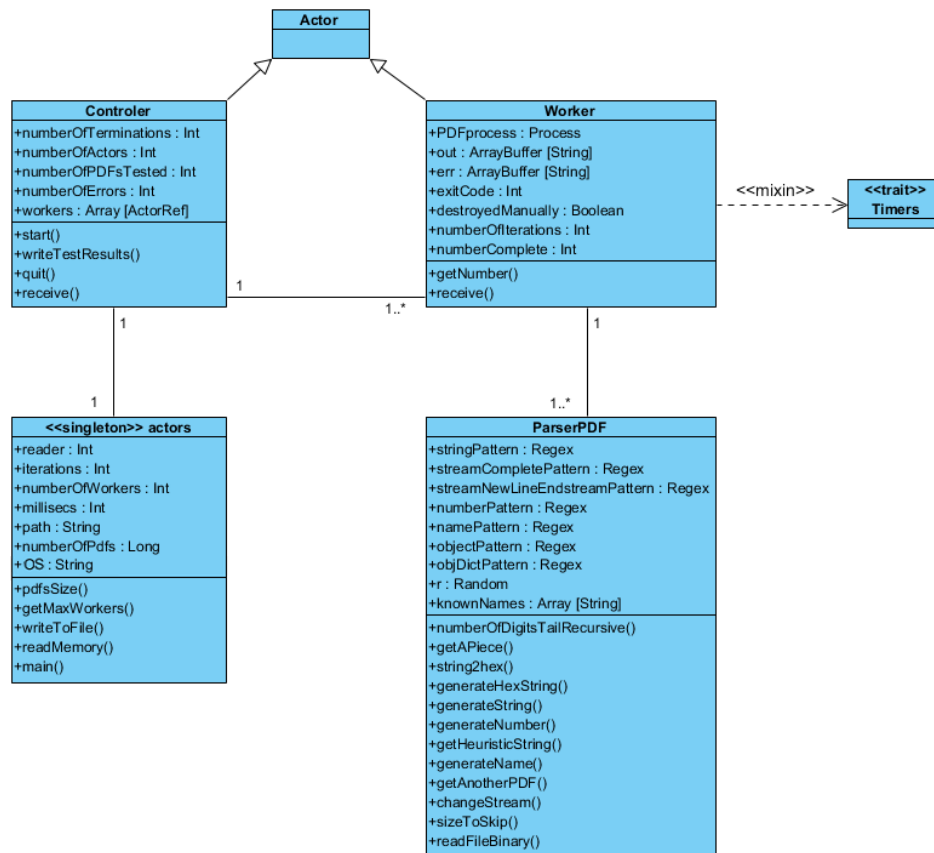 Actor
Controler
+numberOfTerminations : Int
+numberOfActors : Int
+numberOfPDFsTested : Int
+numberOfErrors : Int
+workers : Array [ActorRef]
+start()
+writeTestResults()
+quit()
+receive()
Worker
+PDFprocess : Process
+out : ArrayBuffer [String]
+err : ArrayBuffer [String]
+exitCode : Int
+destroyedManually : Boolean
+numberOfIterations : Int
+numberComplete : Int
+getNumber()
+receive()
<<mixin>>
<<trait>>
Timers
1
1..*
1
1
1
1..*
<<singleton>> actors
+reader : Int
+iterations : Int
+numberOfWorkers : Int
+millisecs : Int
+path : String
+numberOfPdfs : Long
+OS : String
+pdfsSize()
+getMaxWorkers()
+writeToFile()
+readMemory()
+main()
ParserPDF
+stringPattern : Regex
+streamCompletePattern : Regex
+streamNewLineEndstreamPattern : Regex
+numberPattern : Regex
+namePattern : Regex
+objectPattern : Regex
+objDictPattern : Regex
+r : Random
+knownNames : Array [String]
+numberOfDigitsTailRecursive()
+getAPiece()
+string2hex()
+generateHexString()
+generateString()
+generateNumber()
+getHeuristicString()
+generateName()
+getAnotherPDF()
+changeStream()
+sizeToSkip()
+readFileBinary()